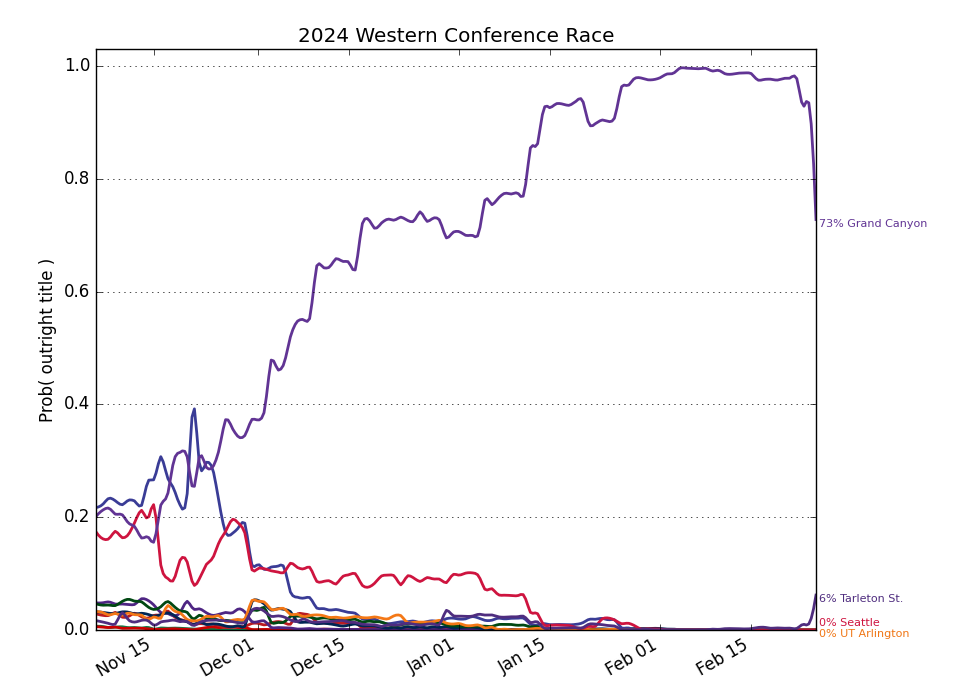 2024 Western Conference Race
Prob( outright title )
1.0
0.8
0.6
0.4
0.2
0.0
73% Grand Canyon
6% Tarleton St.
0% Seattle
0% UT Arlington
Nov 15
Dec 01
Dec 15
Jan 01
Jan 15
Feb 01
Feb 15